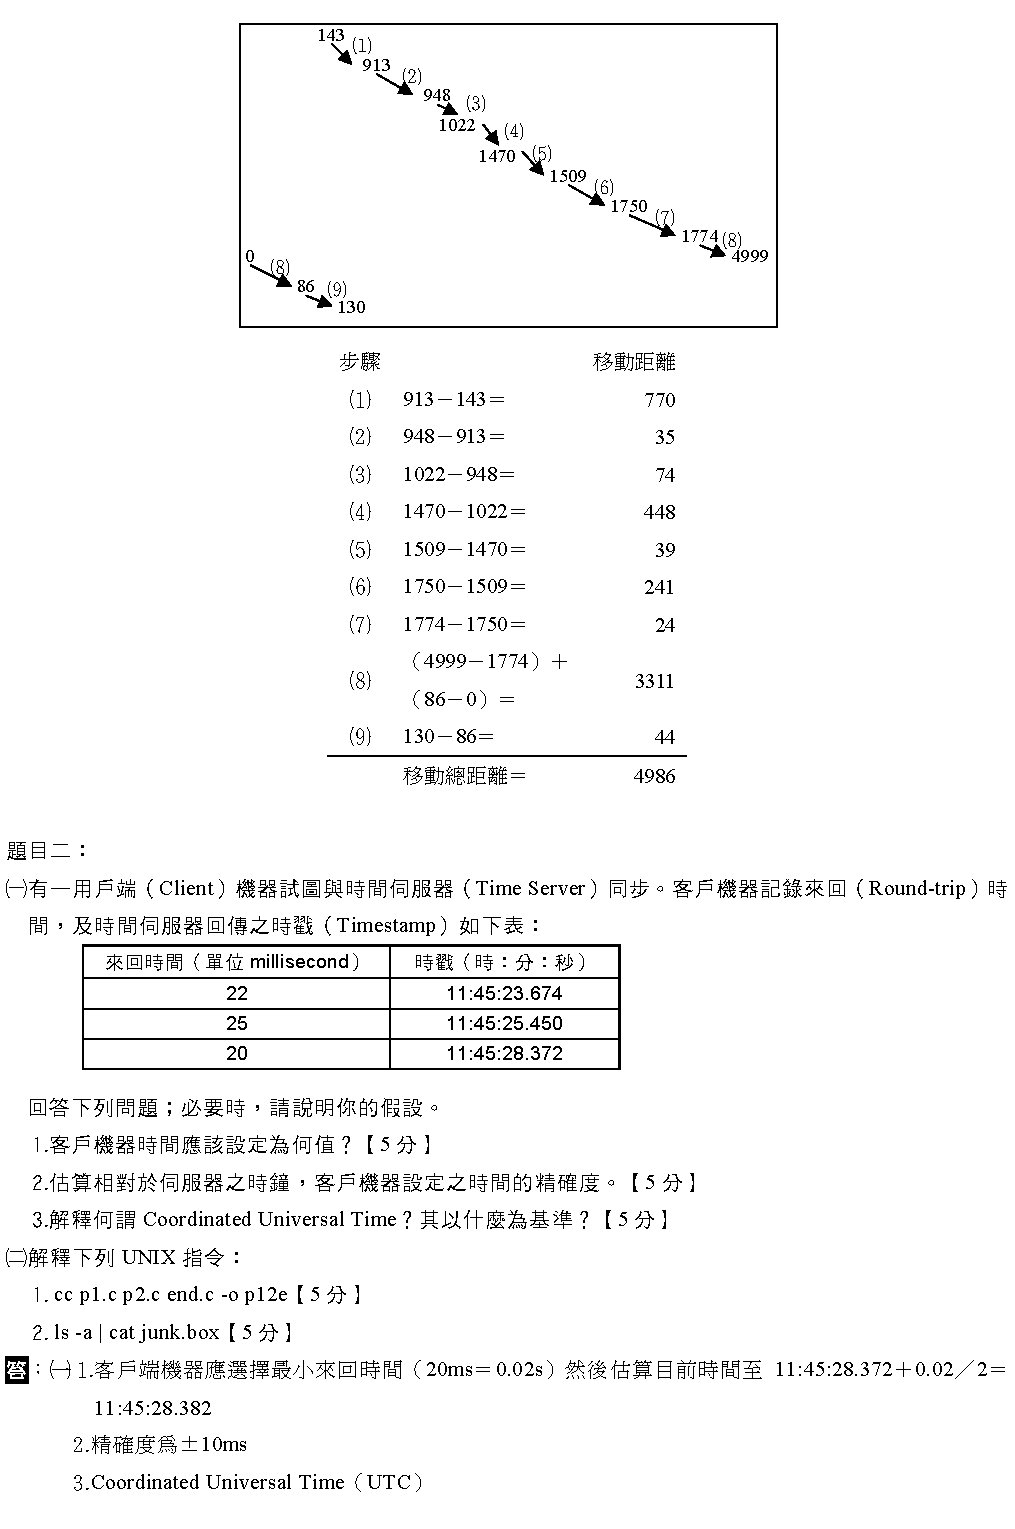 143
(1)
913
(2)
948
(3)
1022
(4)
1470
(5)
1509
(6)
1750
(7)
1774
(8)
4999
0
(8)
86
(9)
130
步驟 移動距離
(1) 913－143＝ 770
(2) 948－913＝ 35
(3) 1022－948＝ 74
(4) 1470－1022＝ 448
(5) 1509－1470＝ 39
(6) 1750－1509＝ 241
(7) 1774－1750＝ 24
(8) （4999－1774）＋（86－0）＝ 3311
(9) 130－86＝ 44
移動總距離＝ 4986
題目二：
㈠有一用戶端（Client）機器試圖與時間伺服器（Time Server）同步。客戶機器記錄來回（Round-trip）時
間，及時間伺服器回傳之時戳（Timestamp）如下表：
來回時間（單位 millisecond） 時戳（時：分：秒）
22 11:45:23.674
25 11:45:25.450
20 11:45:28.372
回答下列問題；必要時，請說明你的假設。
1.客戶機器時間應該設定為何值？【5 分】
2.估算相對於伺服器之時鐘，客戶機器設定之時間的精確度。【5 分】
3.解釋何謂 Coordinated Universal Time？其以什麼為基準？【5 分】
㈡解釋下列 UNIX 指令：
1. cc p1.c p2.c end.c -o p12e【5 分】
2. ls -a | cat junk.box【5 分】
答：㈠1.客戶端機器應選擇最小來回時間（20ms＝0.02s）然後估算目前時間至 11:45:28.372＋0.02／2＝
11:45:28.382
2.精確度爲±10ms
3.Coordinated Universal Time（UTC）